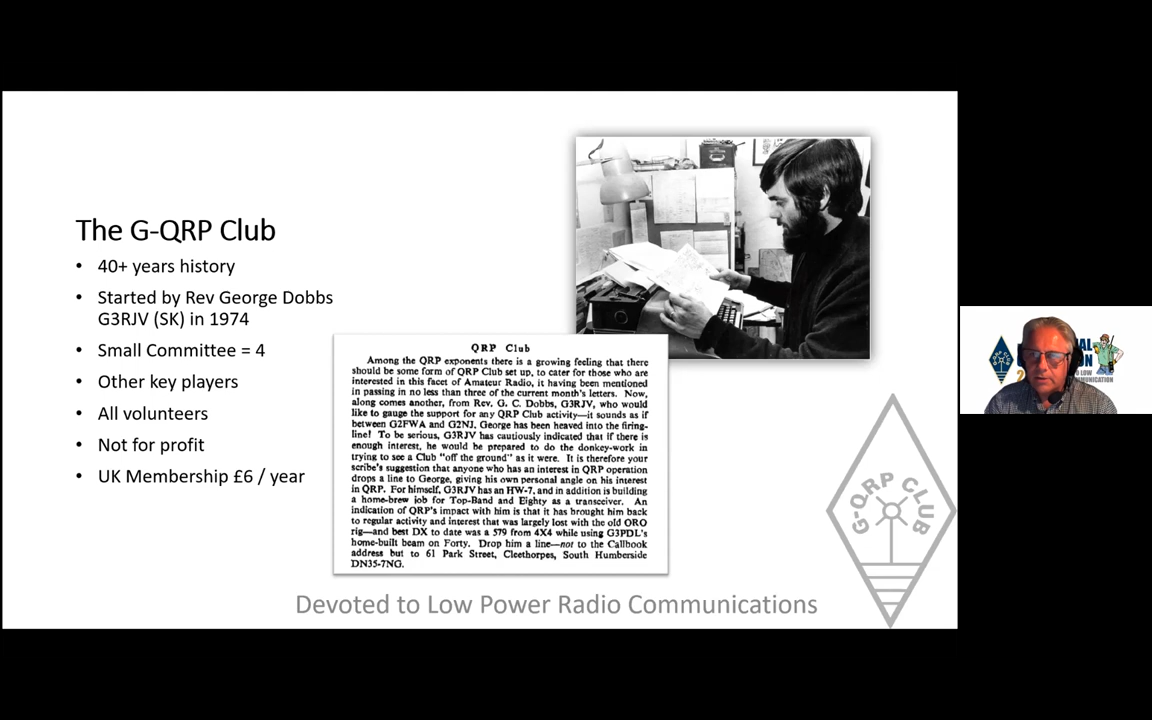 The G-QRP Club
• 40+ years history
• Started by Rev George Dobbs
G3RJV (SK) in 1974
• Small Committee = 4
• Other key players
• All volunteers
• Not for profit
• UK Membership £6 / year
QRP Club
Among the QRP exponents there is a growing feeling that there
should be some form of QRP Club set up, to cater for those who are
interested in this facet of Amateur Radio, it having been mentioned
in passing in no less than three of the current month's letters. Now,
along comes another, from Rev. G. C. Dobbs, G3RJV, who would
like to gauge the support for any QRP Club activity—it sounds as if
between G2FWA and G2NJ, George has been heaved into the firing-
line! To be serious, G3RJV has cautiously indicated that if there is
enough interest, he would be prepared to do the donkey-work in
trying to see a Club "off the ground" as it were. It is therefore your
scribe's suggestion that anyone who has an interest in QRP operation
drops a line to George, giving his own personal angle on his interest
in QRP. For himself, G3RJV has an HW-7, and in addition is building
a home-brew job for Top-Band and Eighty as a transceiver. An
indication of QRP's impact with him is that it has brought him back
to regular activity and interest that was largely lost with the old QRO
rig—and best DX to date was a 579 from 4X4 while using G3PDL's
home-built beam on Forty. Drop him a line—not to the Callbook
address but to 61 Park Street, Cleethorpes, South Humberside
DN35-7NG.
G-QRP CLUB
Devoted to Low Power Radio Communications